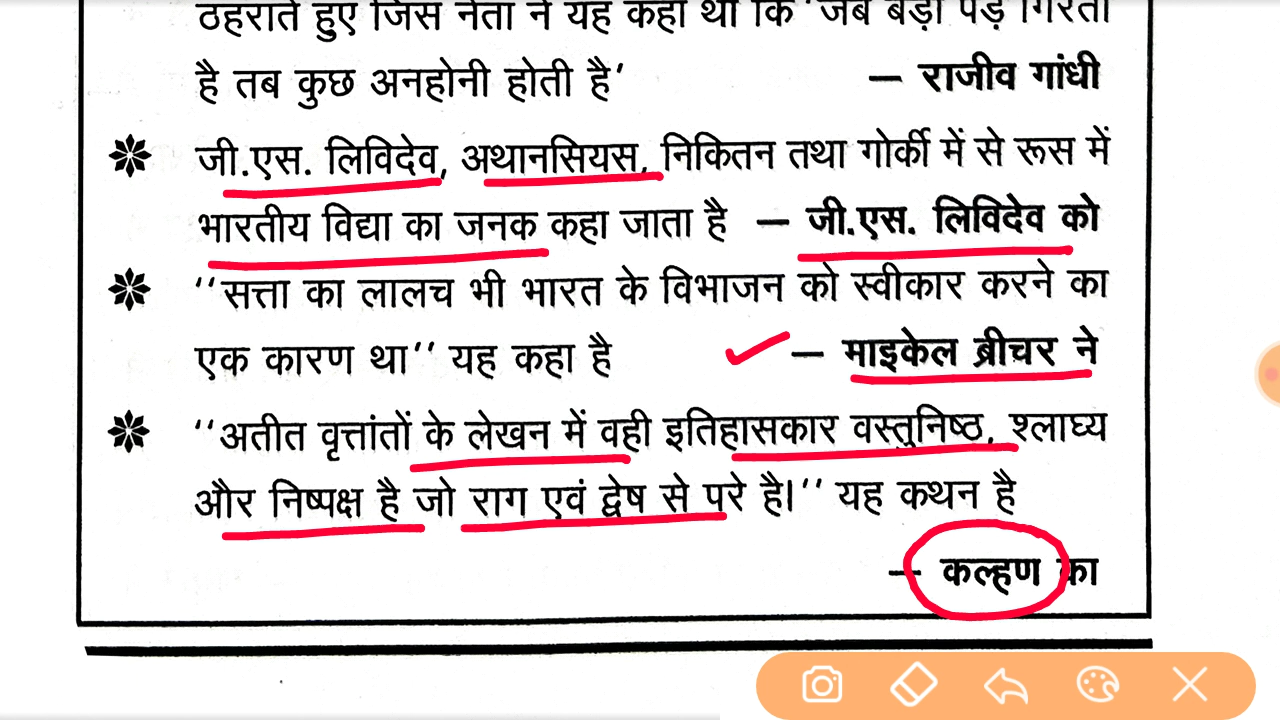 ठहराते हुए जिस नेता ने यह कहा था कि 'जब बड़ा पेड़ गिरता
है तब कुछ अनहोनी होती है' — राजीव गांधी
जी.एस. लिविदेव, अथानसियस, निकितन तथा गोर्की में से रूस में
भारतीय विद्या का जनक कहा जाता है — जी.एस. लिविदेव को
''सत्ता का लालच भी भारत के विभाजन को स्वीकार करने का
एक कारण था'' यह कहा है — माइकेल ब्रीचर ने
''अतीत वृत्तांतों के लेखन में वही इतिहासकार वस्तुनिष्ठ, श्लाघ्य
और निष्पक्ष है जो राग एवं द्वेष से परे है।'' यह कथन है
— कल्हण का